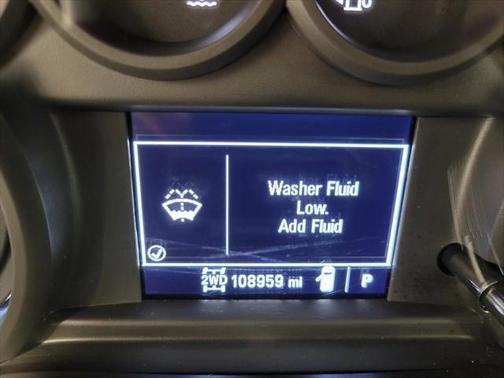 Washer Fluid
Low.
Add Fluid
2WD 108959 mi P